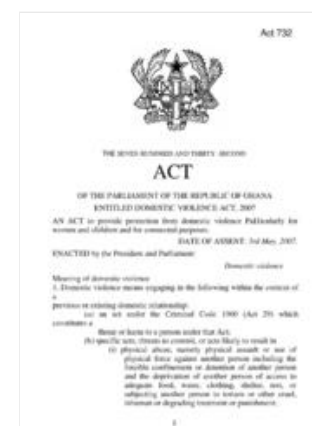 Act 732
THE SEVEN HUNDRED AND THIRTY SECOND
ACT
OF THE PARLIAMENT OF THE REPUBLIC OF GHANA
ENTITLED DOMESTIC VIOLENCE ACT, 2007
AN ACT to provide protection from domestic violence particularly for
women and children and for connected purposes.
DATE OF ASSENT: 3rd May, 2007.
ENACTED by the President and Parliament:
Domestic violence
Meaning of domestic violence
1. Domestic violence means engaging in the following within the context of
a
previous or existing domestic relationship:
(a) an act under the Criminal Code 1960 (Act 29) which
constitutes a
threat or harm to a person under that Act;
(b) specific acts, threats to commit, or acts likely to result in
(i) physical abuse, namely physical assault or use of
physical force against another person including the
forcible confinement or detention of another person
and the deprivation of another person of access to
adequate food, water, clothing, shelter, rest, or
subjecting another person to torture or other cruel,
inhuman or degrading treatment or punishment;